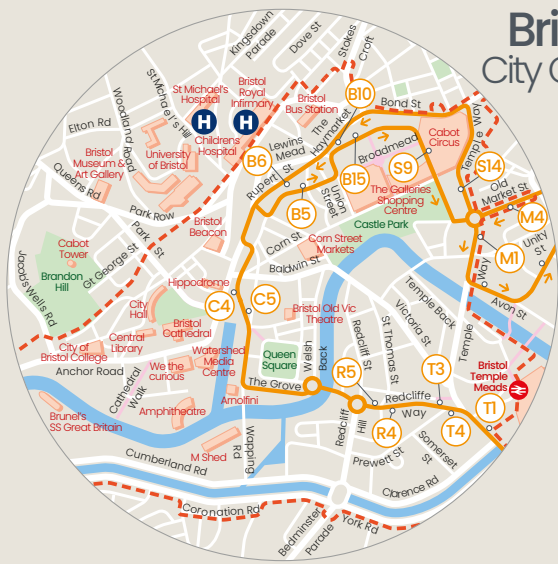 Bri
City C
Kingsdown
Parade
Dove St
Stokes
Croft
St Michael's Hill
Woodland Road
St Michael's
Hospital
Bristol
Royal
Infirmary
Bristol
Bus Station
B10
Bond St
Temple Way
Elton Rd
H
H
Childrens
Hospital
Lewins
Mead
The
Haymarket
Broadmead
Cabot
Circus
University
of Bristol
Bristol
Museum &
Art Gallery
B6
Rupert St
B15
S9
S14
Queens Rd
B5
Union
Street
The Galleries
Shopping
Centre
Old
Market St
M4
Park Row
Park St
Bristol
Beacon
Castle Park
Unity
St
Corn St
Corn Street
Markets
M1
Cabot
Tower
Brandon
Hill
Gt George St
Baldwin St
Way
Jacob's Wells Rd
Hippodrome
Temple Back
Avon St
City
Hall
C4
C5
Victoria St
Bristol
Cathedral
Bristol Old Vic
Theatre
Redcliff St
St Thomas St
Temple
Central
Library
City of
Bristol College
Watershed
Media
Centre
Queen
Square
Welsh
Back
R5
T3
Bristol
Temple
Meads
Anchor Road
We the
curious
Cathedral
Walk
The Grove
Redcliffe
Way
T1
Arnolfini
Brunel's
SS Great Britain
Amphitheatre
Redcliff
Hill
R4
T4
M Shed
Wapping
Rd
Prewett St
Somerset
St
Cumberland Rd
Clarence Rd
Coronation Rd
York Rd
Bedminster
Parade